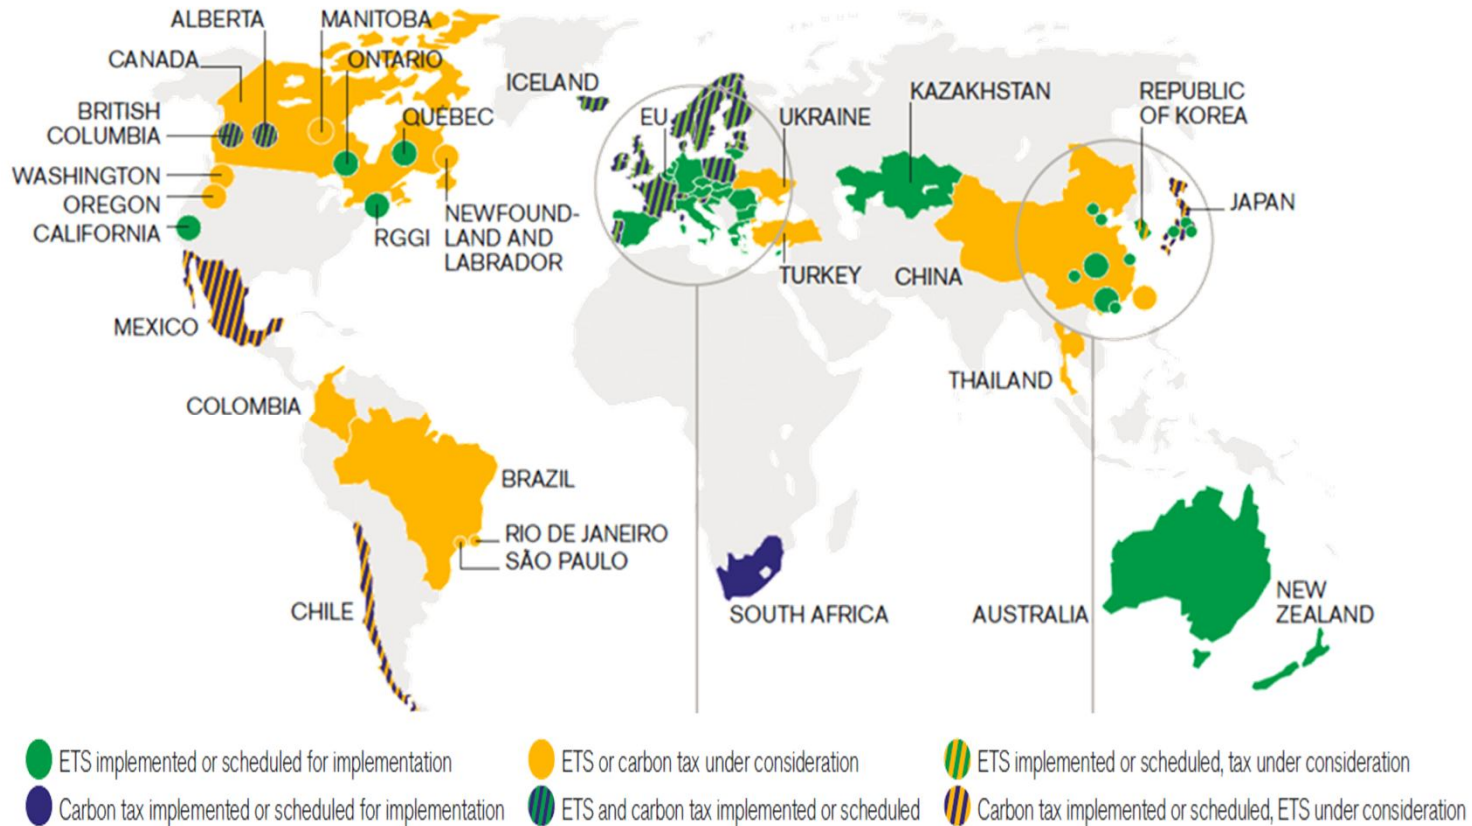 ALBERTA
MANITOBA
CANADA
ONTARIO
BRITISH
COLUMBIA
QUÉBEC
WASHINGTON
OREGON
CALIFORNIA
RGGI
NEWFOUND-
LAND AND
LABRADOR
MEXICO
ICELAND
EU
UKRAINE
KAZAKHSTAN
REPUBLIC
OF KOREA
JAPAN
TURKEY
CHINA
THAILAND
COLOMBIA
BRAZIL
RIO DE JANEIRO
SÃO PAULO
CHILE
SOUTH AFRICA
AUSTRALIA
NEW
ZEALAND
ETS implemented or scheduled for implementation
ETS or carbon tax under consideration
ETS implemented or scheduled, tax under consideration
Carbon tax implemented or scheduled for implementation
ETS and carbon tax implemented or scheduled
Carbon tax implemented or scheduled, ETS under consideration